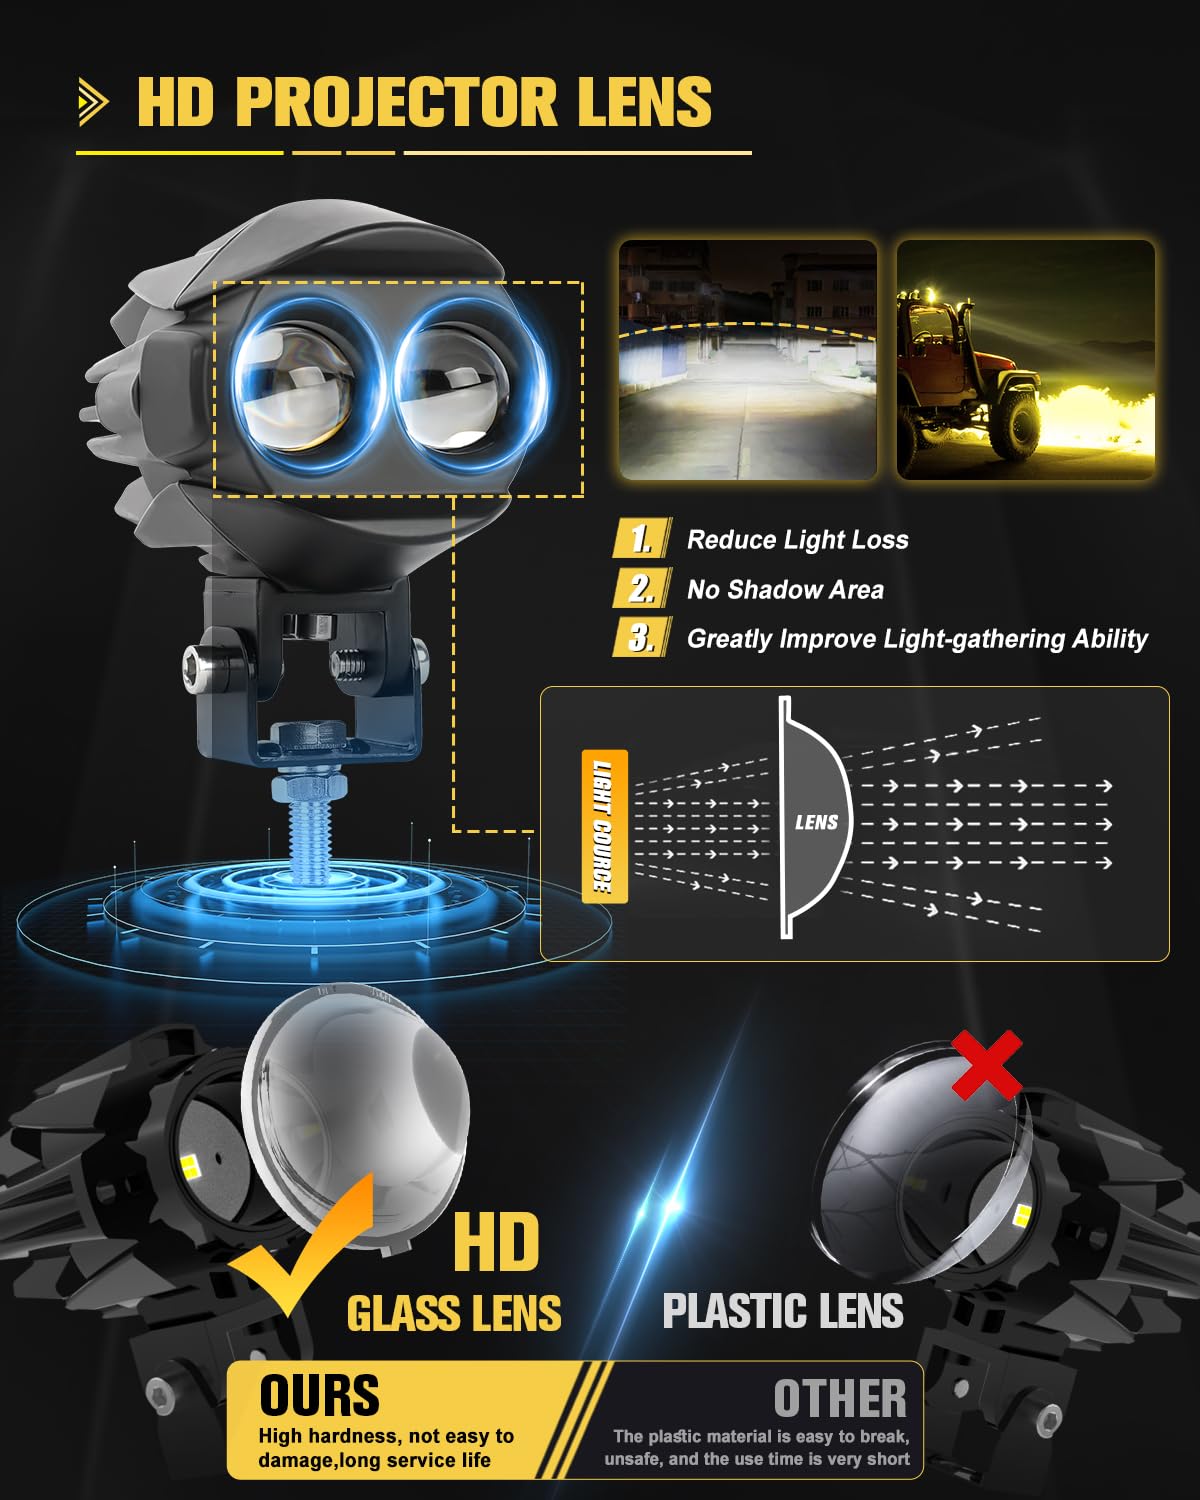 HD PROJECTOR LENS
1. Reduce Light Loss
2. No Shadow Area
3. Greatly Improve Light-gathering Ability
LIGHT COURCE
LENS
HD
GLASS LENS
PLASTIC LENS
OURS
High hardness, not easy to
damage,long service life
OTHER
The plastic material is easy to break,
unsafe, and the use time is very short